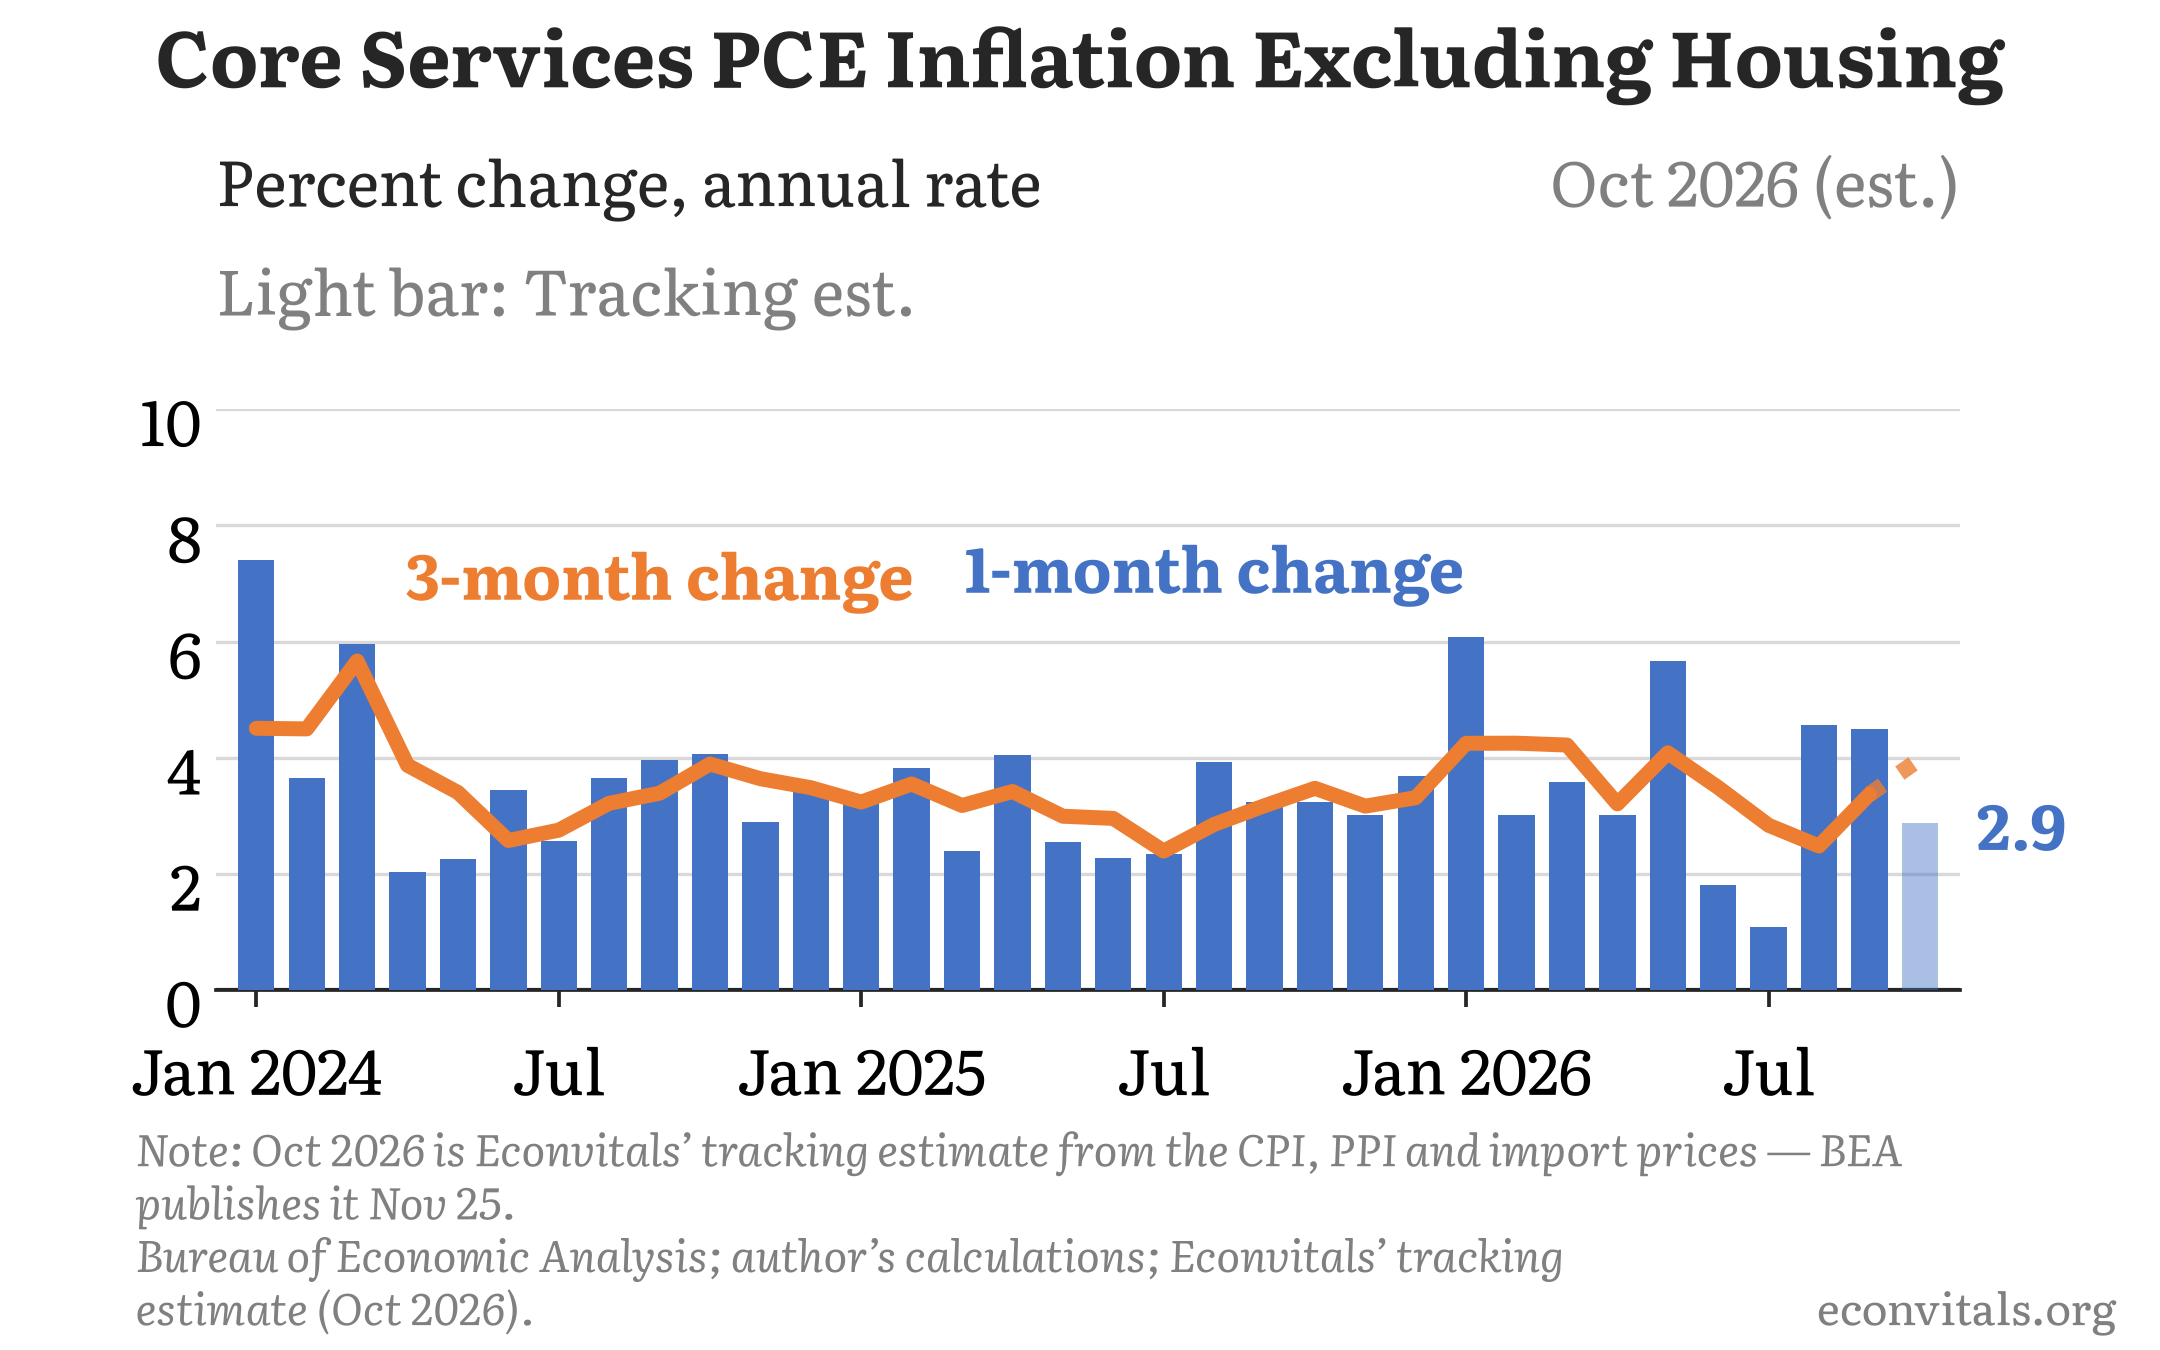 Core Services PCE Inflation Excluding Housing
Percent change, annual rate
Oct 2026 (est.)
Light bar: Tracking est.
10
8
3-month change
1-month change
6
4
2.9
2
0
Jan 2024
Jul
Jan 2025
Jul
Jan 2026
Jul
Note: Oct 2026 is Econvitals’ tracking estimate from the CPI, PPI and import prices — BEA
publishes it Nov 25.
Bureau of Economic Analysis; author’s calculations; Econvitals’ tracking
estimate (Oct 2026).
econvitals.org